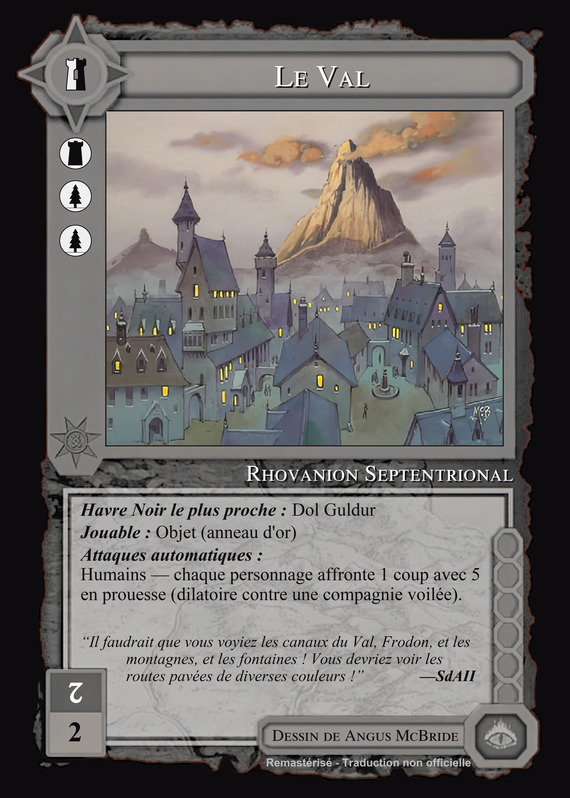 Le Val
McB
Rhovanion Septentrional
Havre Noir le plus proche : Dol Guldur
Jouable : Objet (anneau d'or)
Attaques automatiques :
Humains — chaque personnage affronte 1 coup avec 5
en prouesse (dilatoire contre une compagnie voilée).
“Il faudrait que vous voyiez les canaux du Val, Frodon, et les
montagnes, et les fontaines ! Vous devriez voir les
routes pavées de diverses couleurs !” —SdAII
2
2
Dessin de Angus McBride
Remastérisé - Traduction non officielle